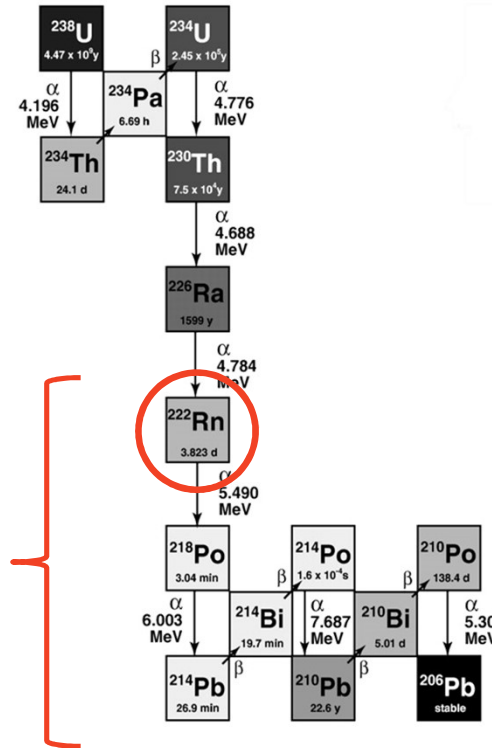 ²³⁸U
4.47 x 10⁹y
²³⁴U
2.45 x 10⁵y
β
²³⁴Pa
6.69 h
α
4.196
MeV
α
4.776
MeV
²³⁴Th
24.1 d
²³⁰Th
7.5 x 10⁴y
α
4.688
MeV
²²⁶Ra
1599 y
α
4.784
MeV
²²²Rn
3.823 d
α
5.490
MeV
²¹⁸Po
3.04 min
²¹⁴Po
1.6 x 10⁻⁴s
²¹⁰Po
138.4 d
β
β
α
6.003
MeV
²¹⁴Bi
19.7 min
α
7.687
MeV
²¹⁰Bi
5.01 d
α
5.30
MeV
²¹⁴Pb
26.9 min
β
²¹⁰Pb
22.6 y
β
²⁰⁶Pb
stable